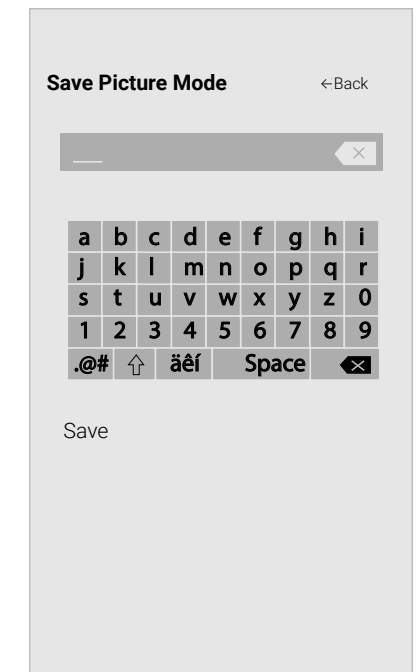 Save Picture Mode ←Back
a b c d e f g h i
j k l m n o p q r
s t u v w x y z 0
1 2 3 4 5 6 7 8 9
.@# äêí Space
Save